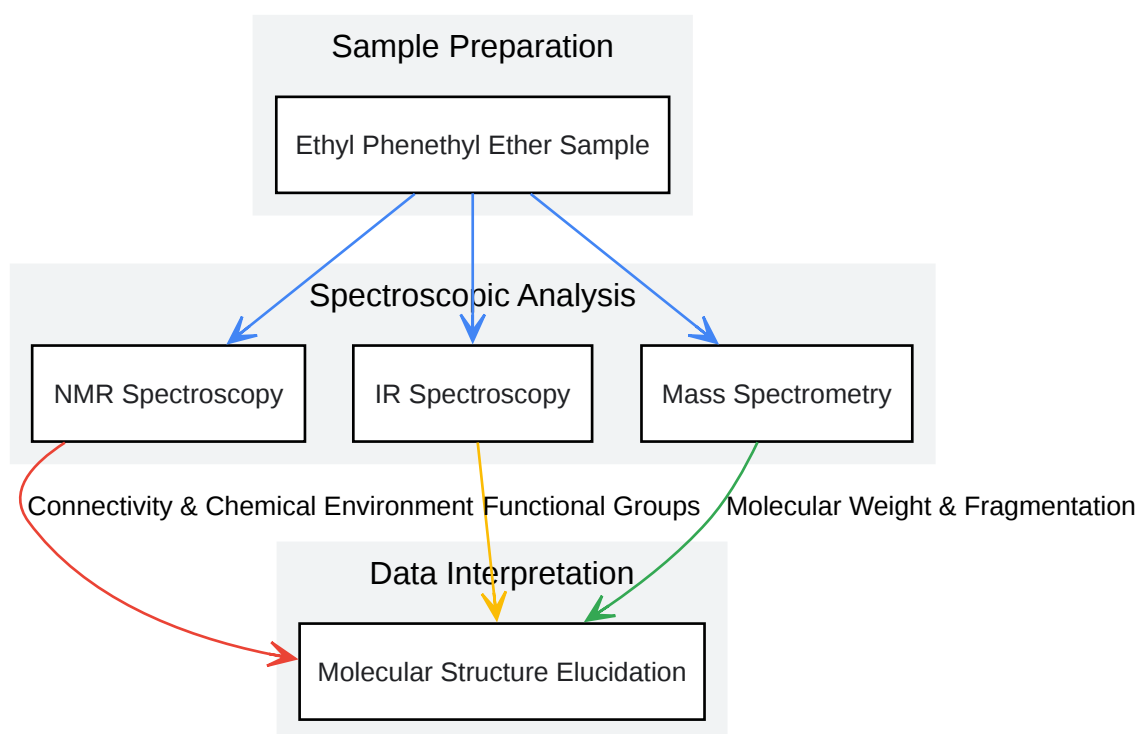 Sample Preparation
Ethyl Phenethyl Ether Sample
Spectroscopic Analysis
NMR Spectroscopy
IR Spectroscopy
Mass Spectrometry
Connectivity & Chemical Environment
Functional Groups
Molecular Weight & Fragmentation
Data Interpretation
Molecular Structure Elucidation